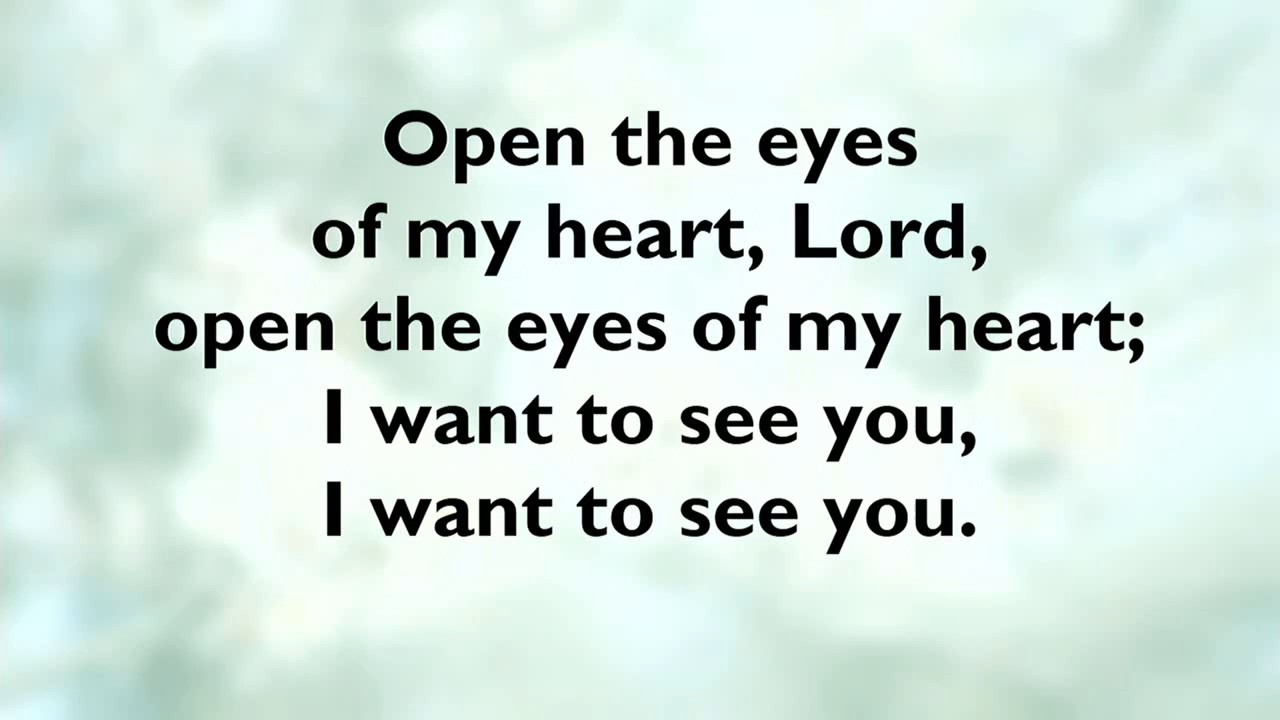 Open the eyes
of my heart, Lord,
open the eyes of my heart;
I want to see you,
I want to see you.